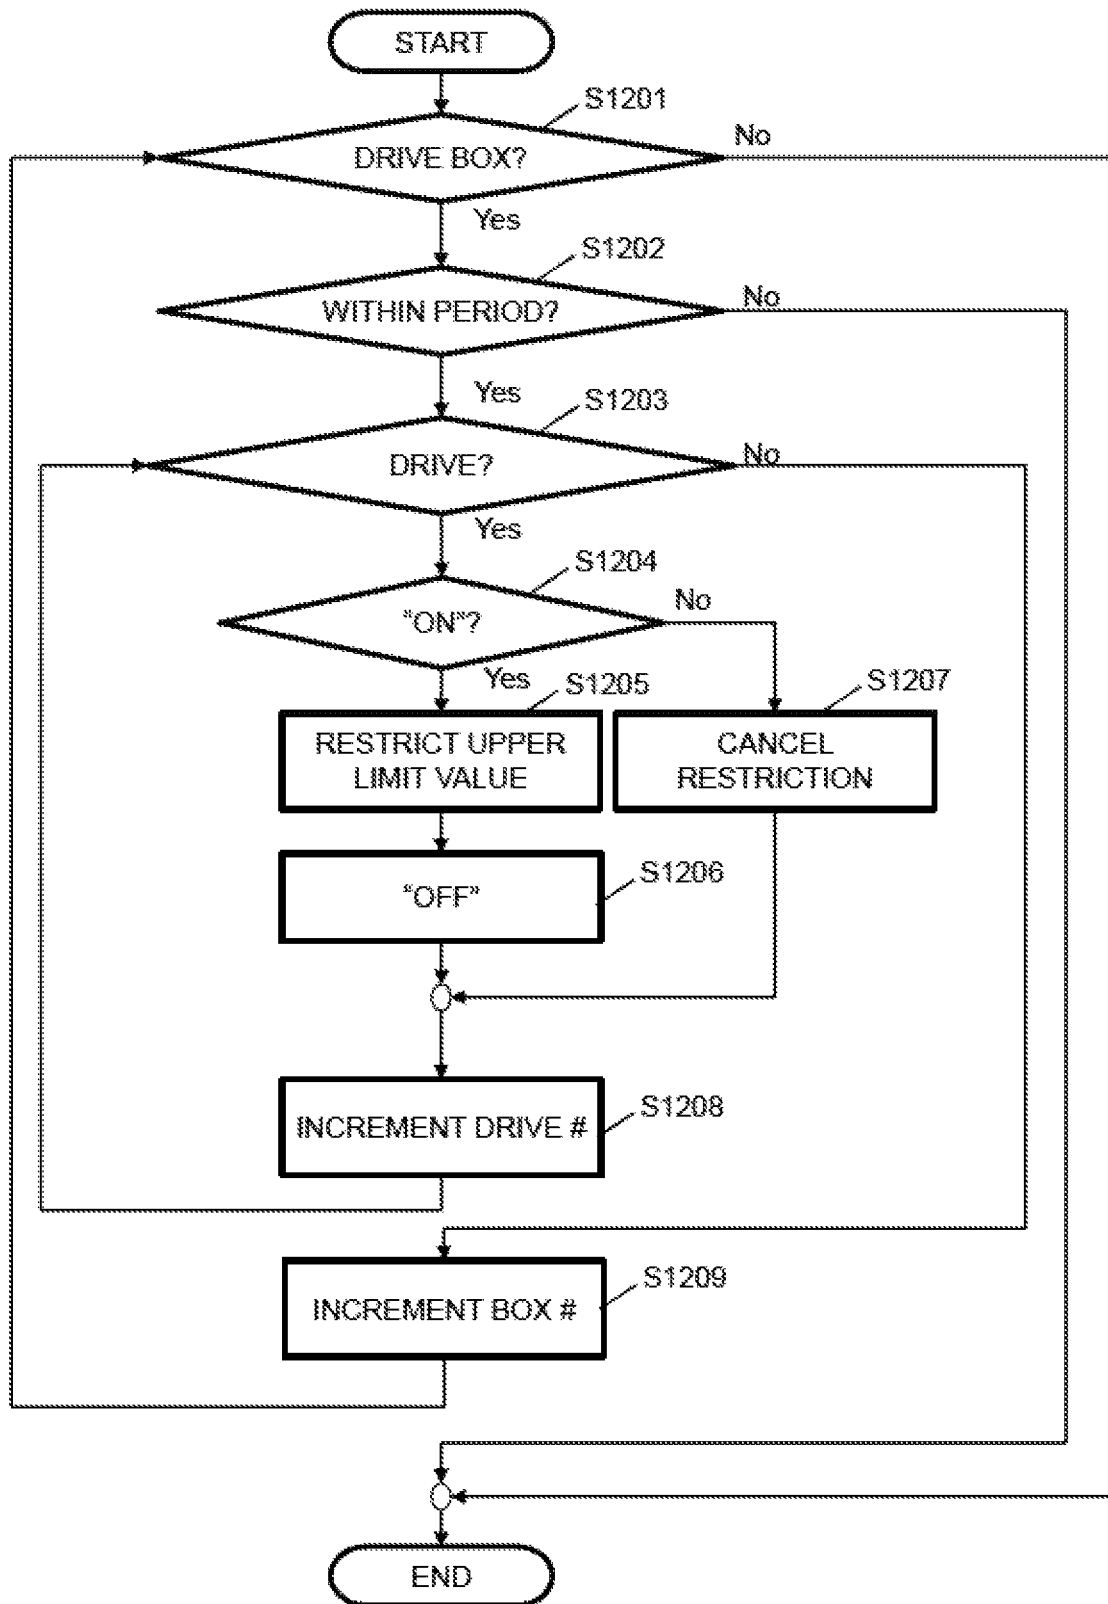 START
S1201
DRIVE BOX?
No
Yes
S1202
WITHIN PERIOD?
No
Yes
S1203
DRIVE?
No
Yes
S1204
“ON”?
No
Yes
S1205
S1207
RESTRICT UPPER
LIMIT VALUE
CANCEL
RESTRICTION
“OFF”
S1206
INCREMENT DRIVE #
S1208
INCREMENT BOX #
S1209
END